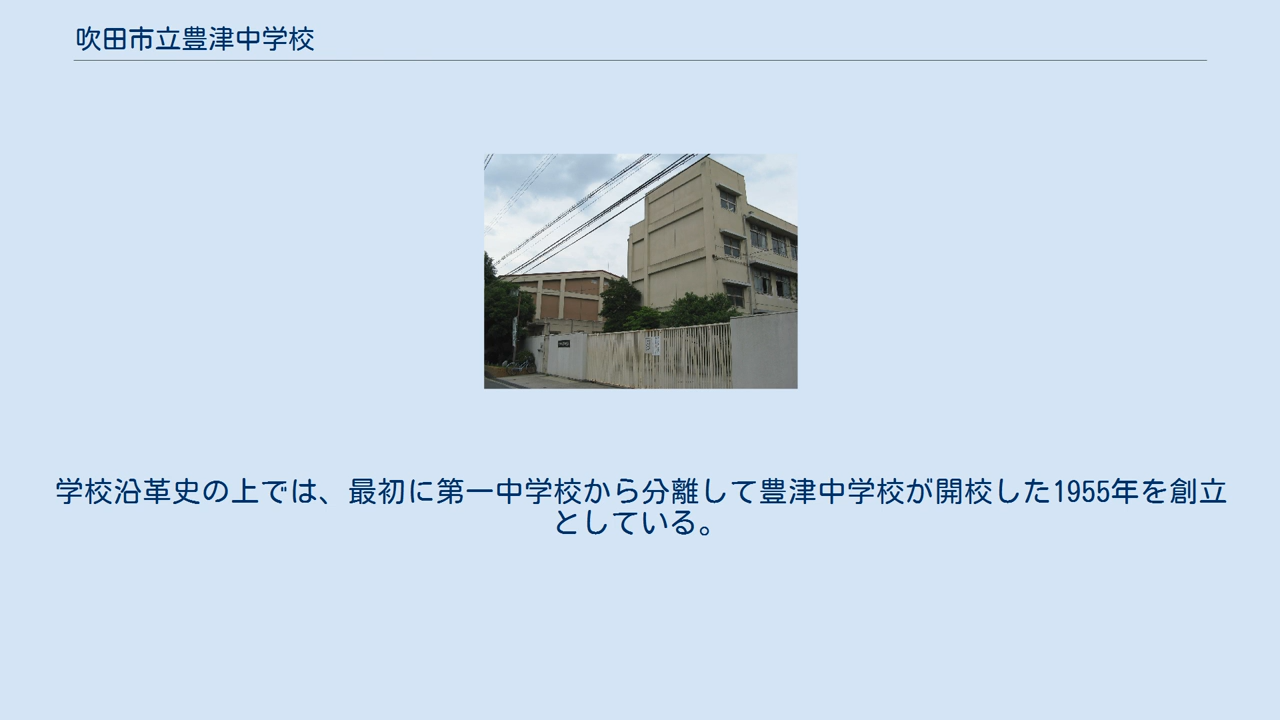 吹田市立豊津中学校
学校沿革史の上では、最初に第一中学校から分離して豊津中学校が開校した1955年を創立
としている。